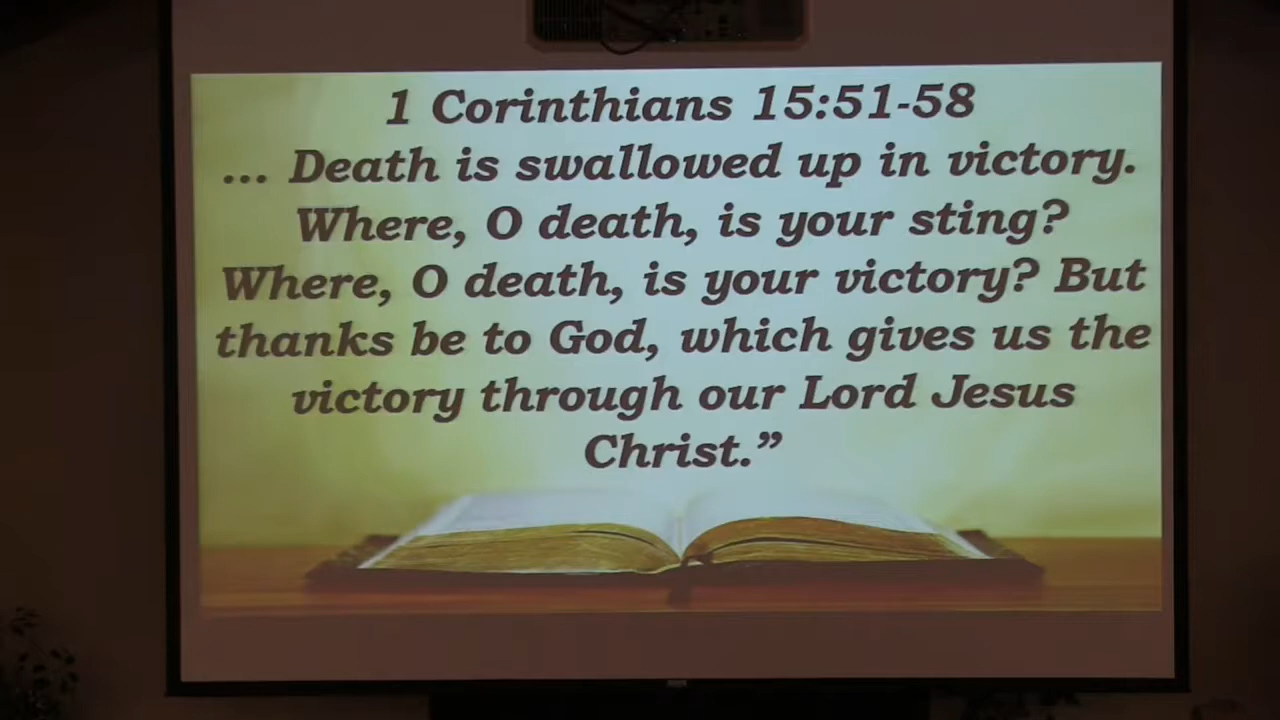 1 Corinthians 15:51-58
... Death is swallowed up in victory.
Where, O death, is your sting?
Where, O death, is your victory? But
thanks be to God, which gives us the
victory through our Lord Jesus
Christ.”